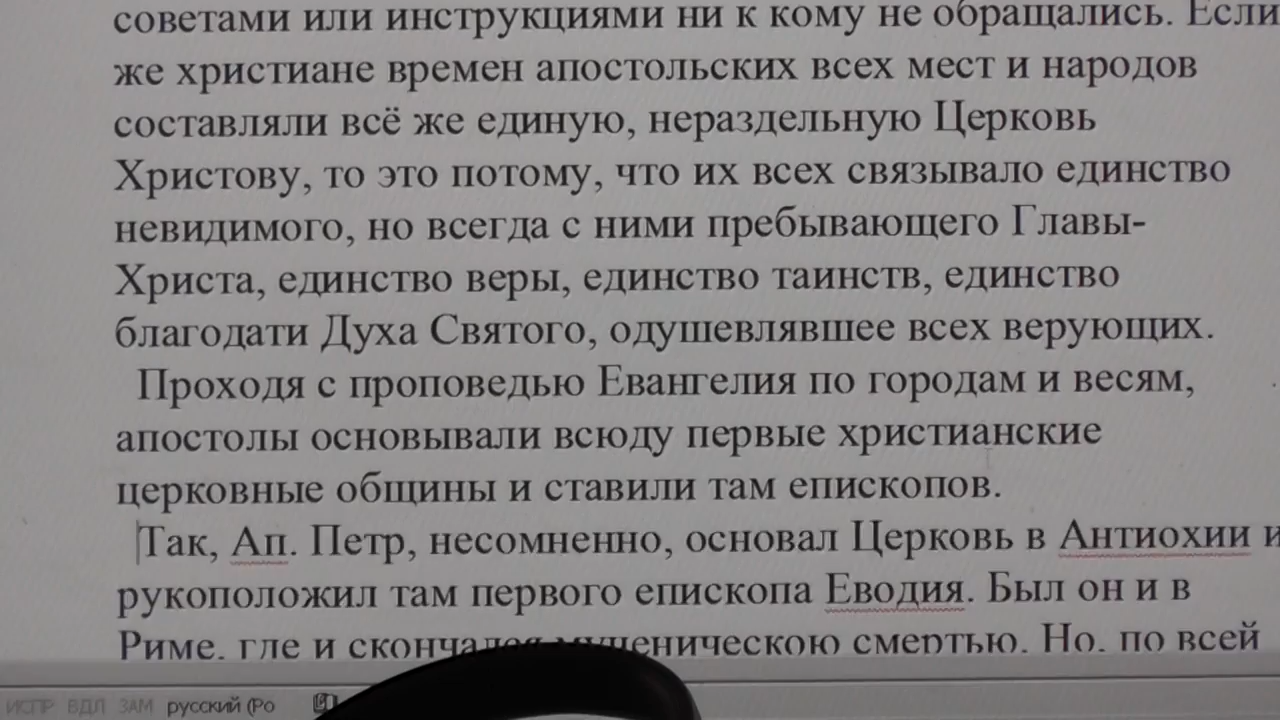 советами или инструкциями ни к кому не обращались. Если
же христиане времен апостольских всех мест и народов
составляли всё же единую, нераздельную Церковь
Христову, то это потому, что их всех связывало единство
невидимого, но всегда с ними пребывающего Главы-
Христа, единство веры, единство таинств, единство
благодати Духа Святого, одушевлявшее всех верующих.
Проходя с проповедью Евангелия по городам и весям,
апостолы основывали всюду первые христианские
церковные общины и ставили там епископов.
Так, Ап. Петр, несомненно, основал Церковь в Антиохии и
рукоположил там первого епископа Еводия. Был он и в
Риме, где и скончался мученическою смертью. Но, по всей
ИСПР ВДЛ ЗАМ русский (Ро